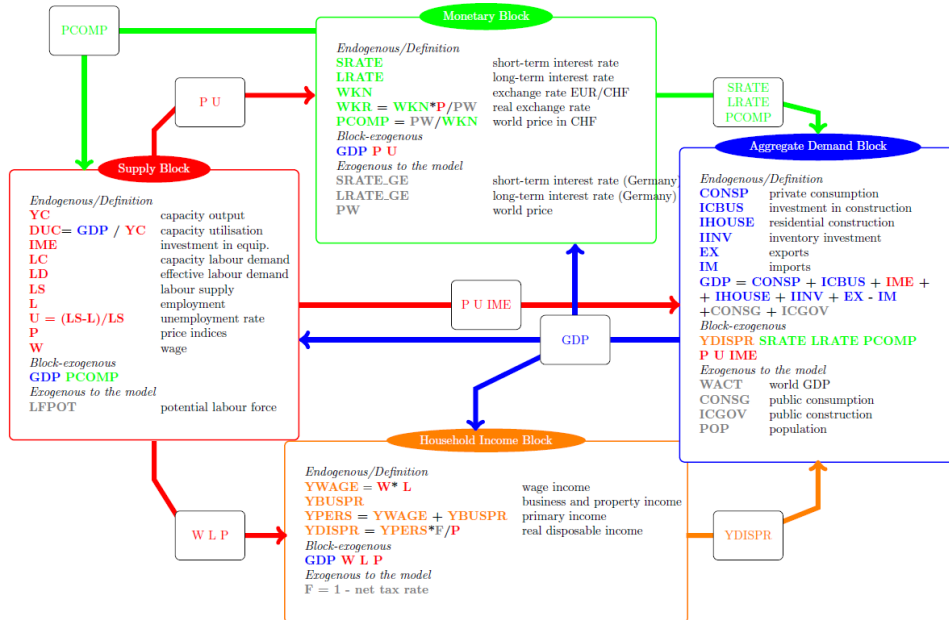 Monetary Block
PCOMP
Endogenous/Definition
SRATE short-term interest rate
LRATE long-term interest rate
WKN exchange rate EUR/CHF
WKR = WKN*P/PW real exchange rate
PCOMP = PW/WKN world price in CHF
Block-exogenous
GDP P U
Exogenous to the model
SRATE_GE short-term interest rate (Germany)
LRATE_GE long-term interest rate (Germany)
PW world price
P U
SRATE
LRATE
PCOMP
Supply Block
Endogenous/Definition
YC capacity output
DUC= GDP / YC capacity utilisation
IME investment in equip.
LC capacity labour demand
LD effective labour demand
LS labour supply
L employment
U = (LS-L)/LS unemployment rate
P price indices
W wage
Block-exogenous
GDP PCOMP
Exogenous to the model
LFPOT potential labour force
P U IME
GDP
Aggregate Demand Block
Endogenous/Definition
CONSP private consumption
ICBUS investment in construction
IHOUSE residential construction
IINV inventory investment
EX exports
IM imports
GDP = CONSP + ICBUS + IME +
+ IHOUSE + IINV + EX - IM
+CONSG + ICGOV
Block-exogenous
YDISPR SRATE LRATE PCOMP
P U IME
Exogenous to the model
WACT world GDP
CONSG public consumption
ICGOV public construction
POP population
Household Income Block
Endogenous/Definition
YWAGE = W* L wage income
YBUSPR business and property income
YPERS = YWAGE + YBUSPR primary income
YDISPR = YPERS*F/P real disposable income
Block-exogenous
GDP W L P
Exogenous to the model
F = 1 - net tax rate
W L P
YDISPR